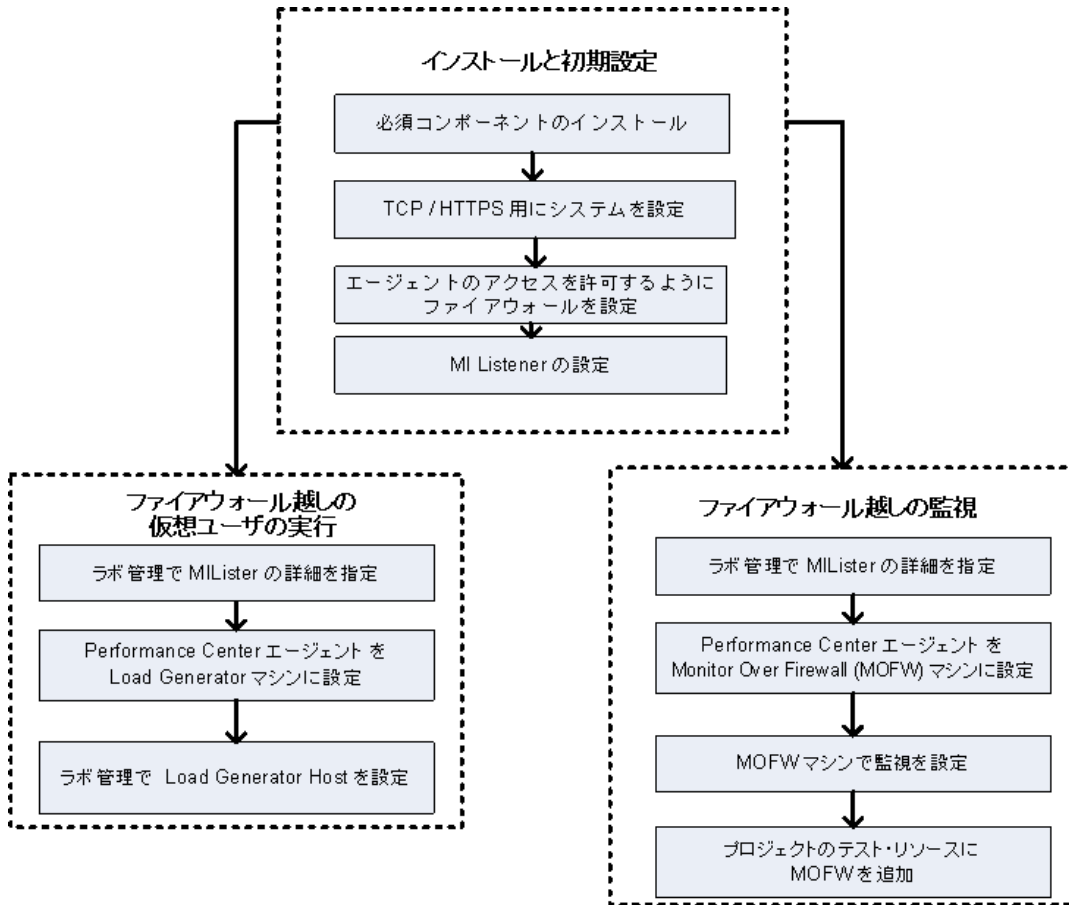 インストールと初期設定
必須コンポーネントのインストール
TCP / HTTPS 用にシステムを設定
エージェントのアクセスを許可するように
ファイアウォールを設定
MI Listener の設定
ファイアウォール越しの
仮想ユーザの実行
ラボ管理で MILister の詳細を指定
Performance Center エージェント を
Load Generator マシンに設定
ラボ管理で Load Generator Host を設定
ファイアウォール越しの監視
ラボ管理で MILister の詳細を指定
Performance Center エージェント を
Monitor Over Firewall (MOFW) マシンに設定
MOFW マシンで監視を設定
プロジェクトのテスト・リソースに
MOFW を追加